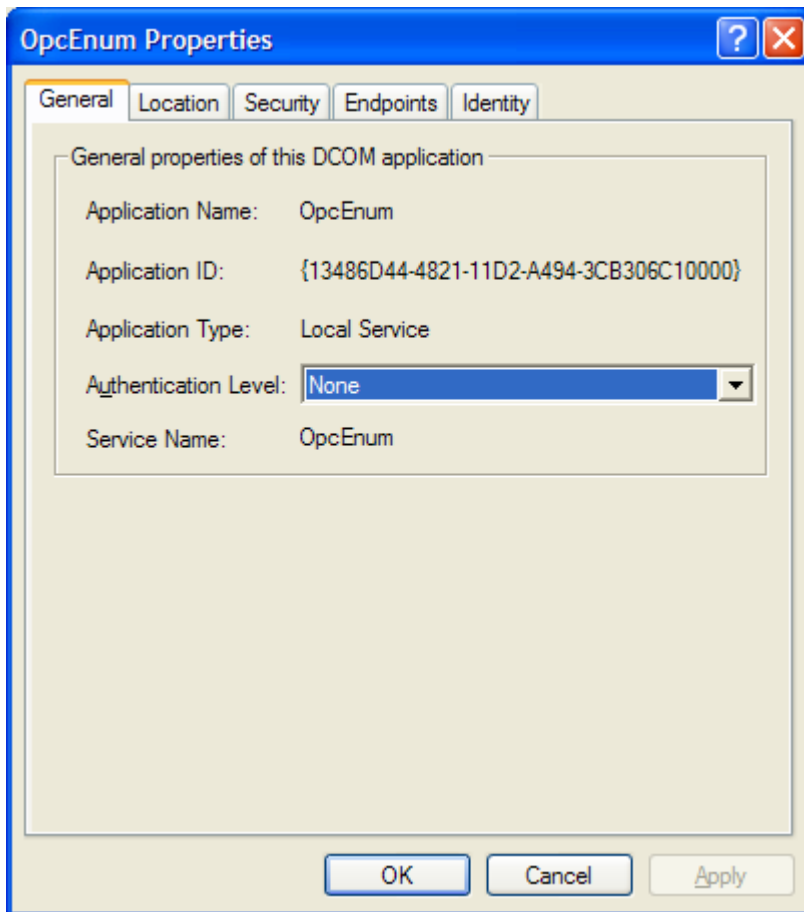 OpcEnum Properties
General Location Security Endpoints Identity
General properties of this DCOM application
Application Name: OpcEnum
Application ID: {13486D44-4821-11D2-A494-3CB306C10000}
Application Type: Local Service
Authentication Level: None
Service Name: OpcEnum
OK Cancel Apply